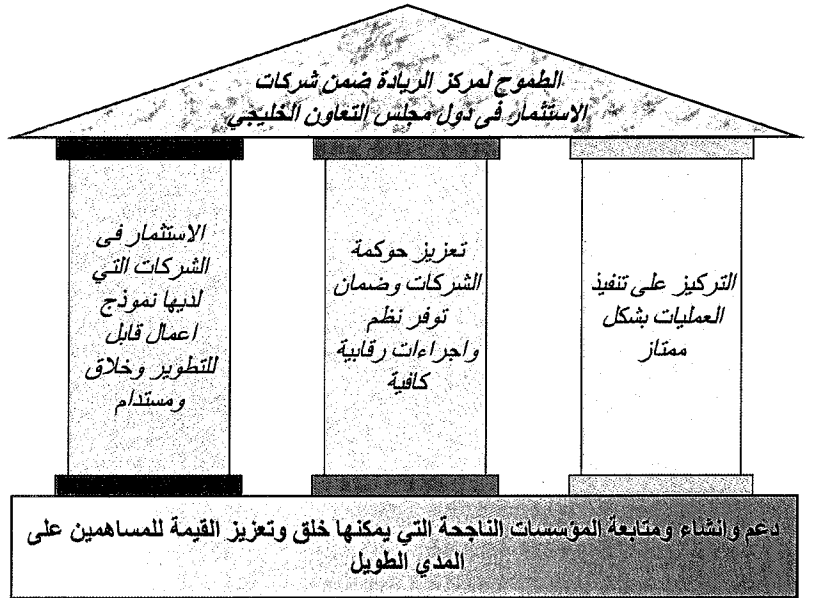 الطموح لمركز الريادة ضمن شركات
الاستثمار فى دول مجلس التعاون الخليجي
التركيز على تنفيذ
العمليات بشكل
ممتاز
تعزيز حوكمة
الشركات وضمان
توفر نظم
واجراءات رقابية
كافية
الاستثمار فى
الشركات التي
لديها نموذج
اعمال قابل
للتطوير وخلاق
ومستدام
دعم وانشاء ومتابعة المؤسسات الناجحة التي يمكنها خلق وتعزيز القيمة للمساهمين على
المدي الطويل